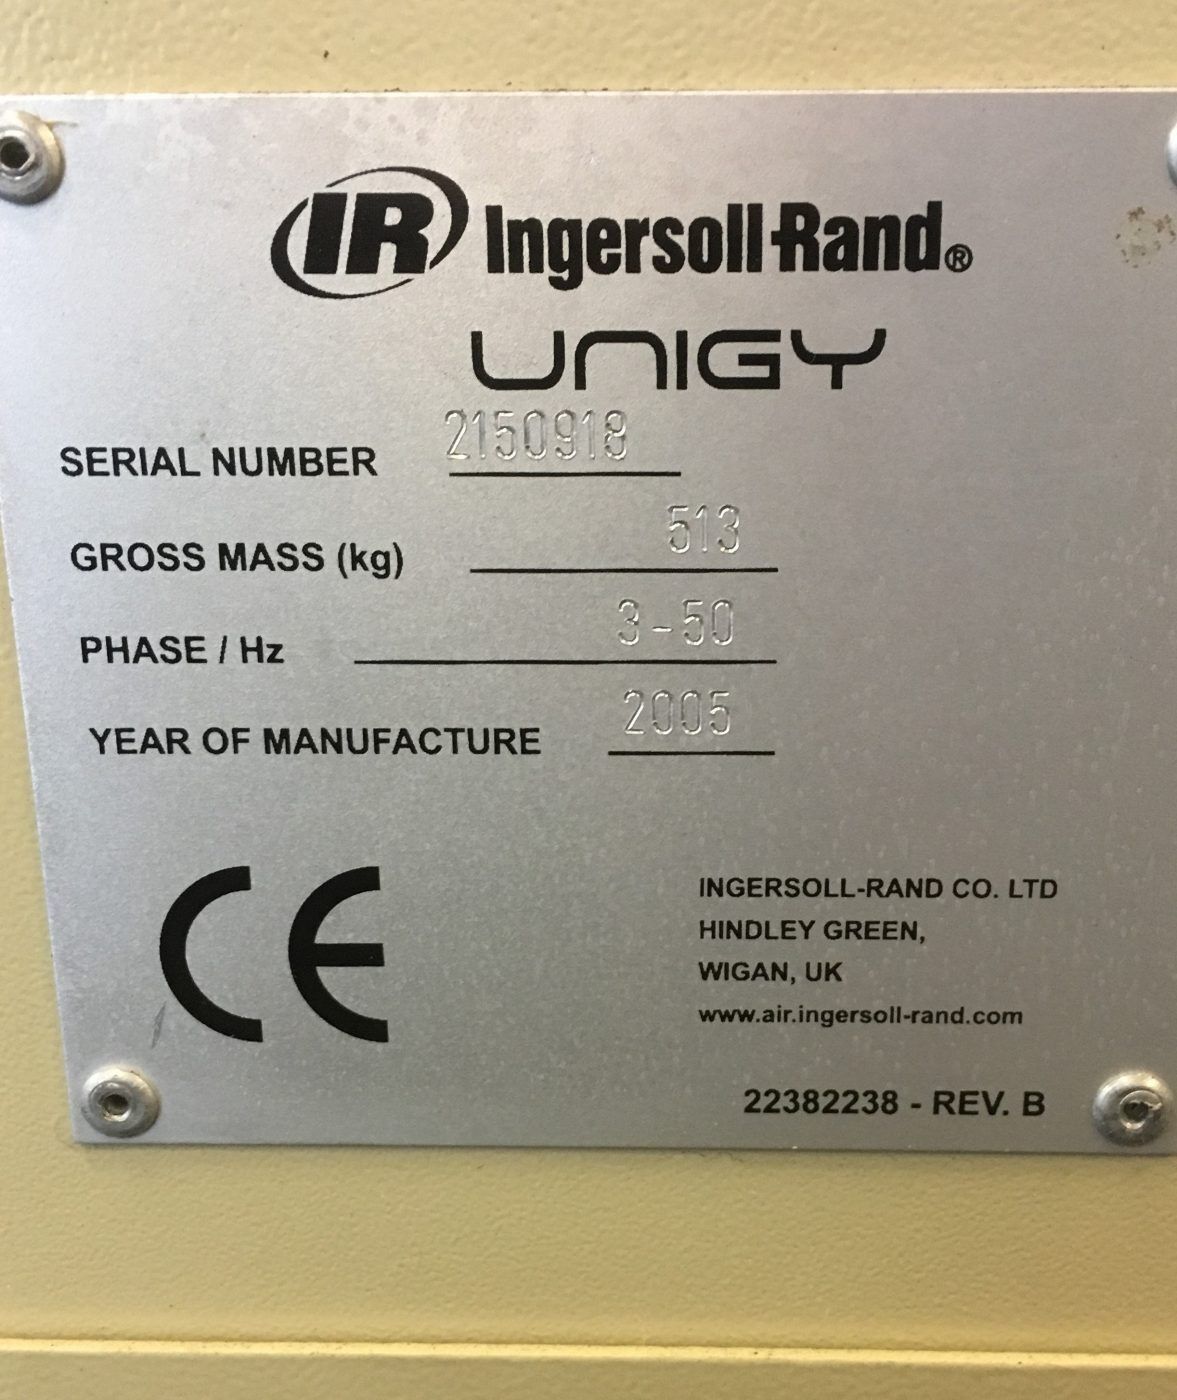 IR Ingersoll-Rand®
UNIGY
SERIAL NUMBER 2150918
GROSS MASS (kg) 513
PHASE / Hz 3-50
YEAR OF MANUFACTURE 2005
CE
INGERSOLL-RAND CO. LTD
HINDLEY GREEN,
WIGAN, UK
www.air.ingersoll-rand.com
22382238 - REV. B